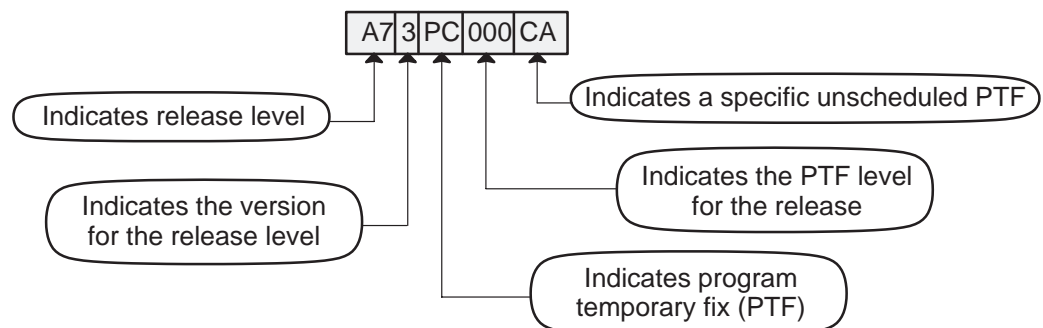 A7 3 PC 000 CA
Indicates release level
Indicates a specific unscheduled PTF
Indicates the version
for the release level
Indicates the PTF level
for the release
Indicates program
temporary fix (PTF)